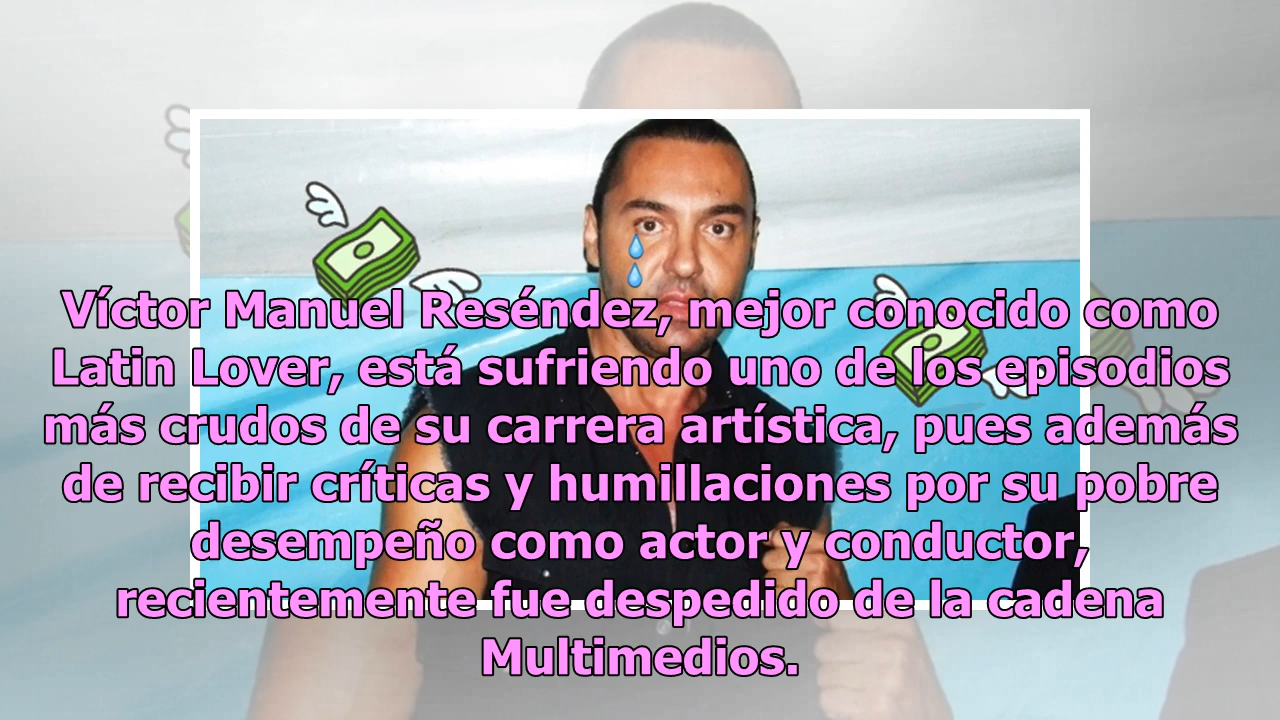 Víctor Manuel Reséndez, mejor conocido como
Latin Lover, está sufriendo uno de los episodios
más crudos de su carrera artística, pues además
de recibir críticas y humillaciones por su pobre
desempeño como actor y conductor,
recientemente fue despedido de la cadena
Multimedios.